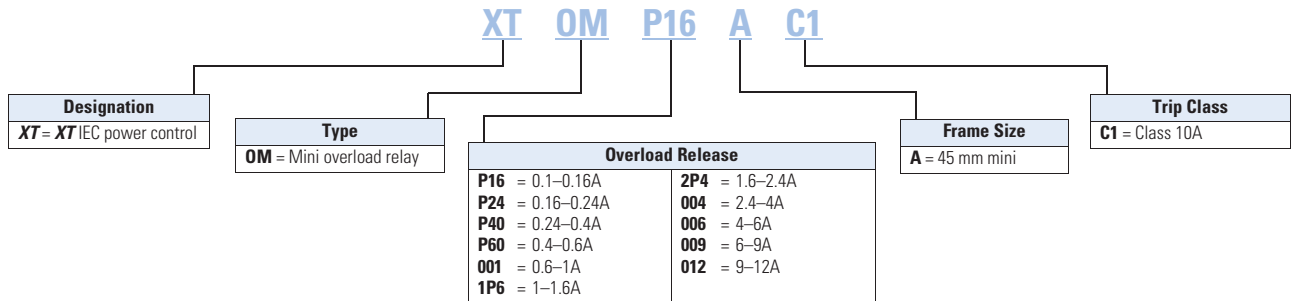 XT OM P16 A C1
Designation
XT = XT IEC power control
Type
OM = Mini overload relay
Overload Release
P16 = 0.1–0.16A
P24 = 0.16–0.24A
P40 = 0.24–0.4A
P60 = 0.4–0.6A
001 = 0.6–1A
1P6 = 1–1.6A
2P4 = 1.6–2.4A
004 = 2.4–4A
006 = 4–6A
009 = 6–9A
012 = 9–12A
Frame Size
A = 45 mm mini
Trip Class
C1 = Class 10A